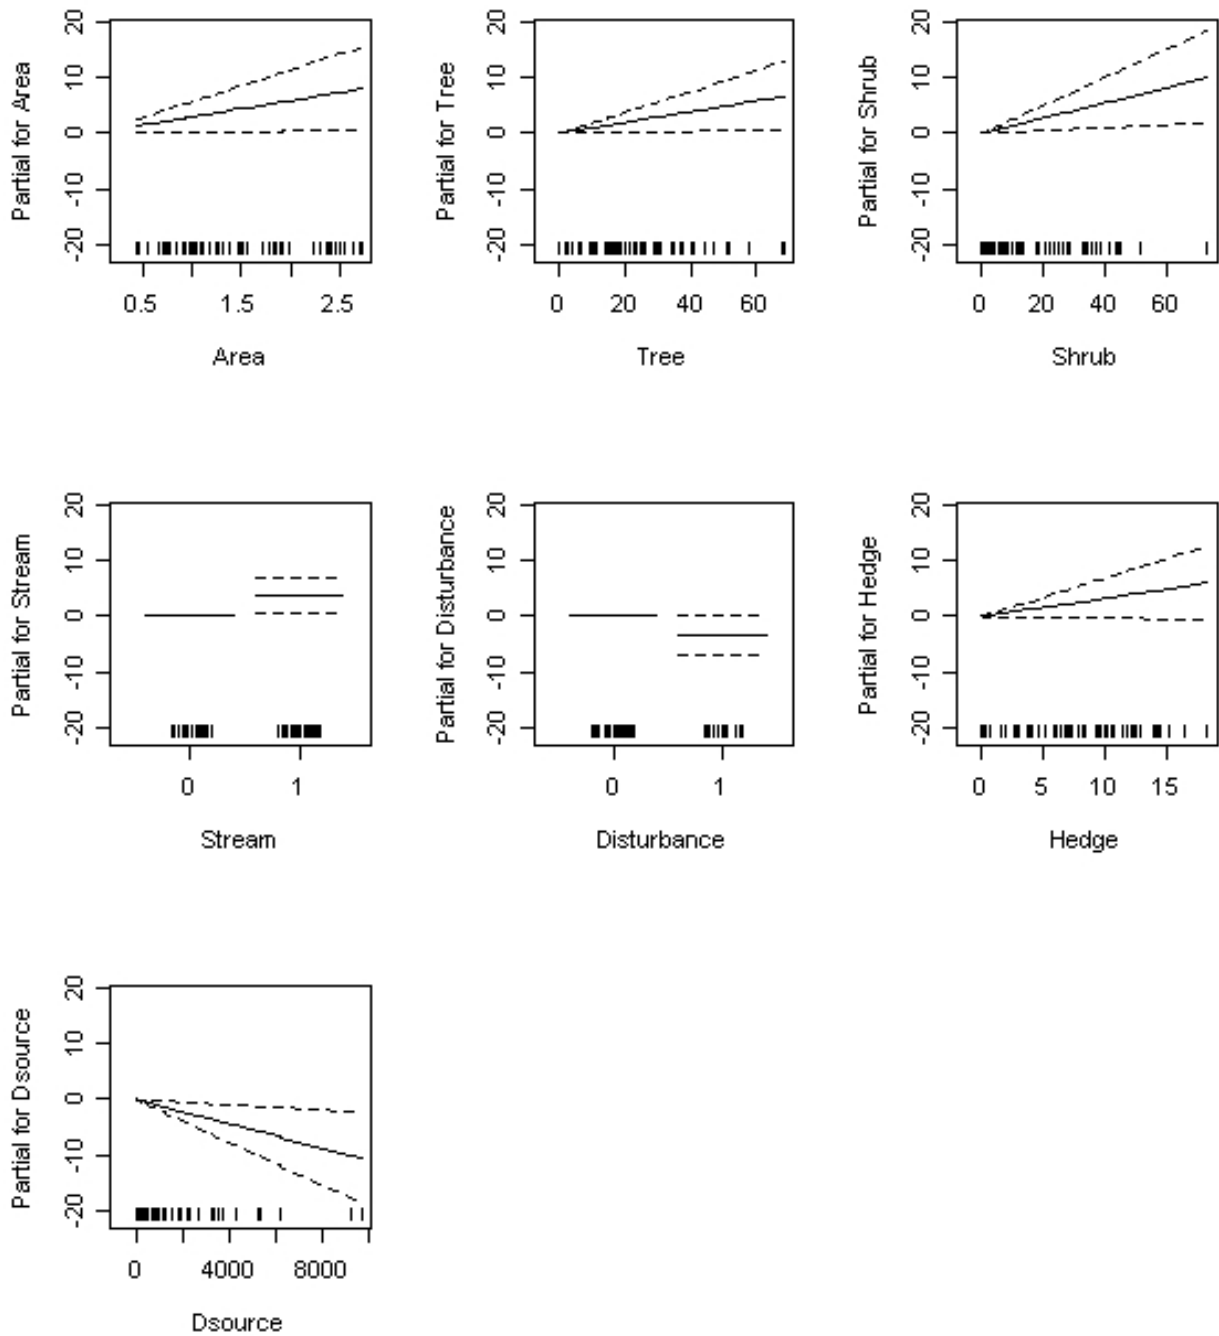 Partial for Area
20
10
0
-10
-20
0.5 1.5 2.5
Area
Partial for Tree
20
10
0
-10
-20
0 20 40 60
Tree
Partial for Shrub
20
10
0
-10
-20
0 20 40 60
Shrub
Partial for Stream
20
10
0
-10
-20
0 1
Stream
Partial for Disturbance
20
10
0
-10
-20
0 1
Disturbance
Partial for Hedge
20
10
0
-10
-20
0 5 10 15
Hedge
Partial for Dsource
20
10
0
-10
-20
0 4000 8000
Dsource